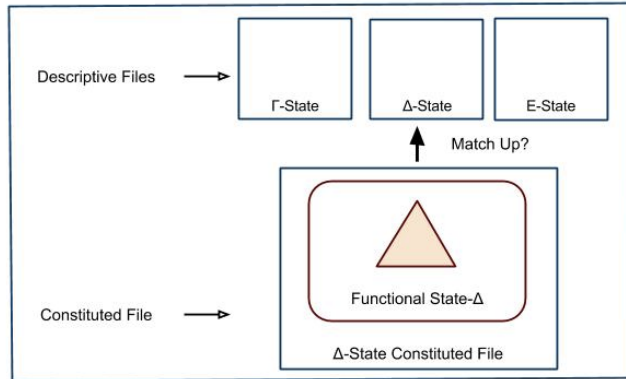 Descriptive Files
Γ-State
Δ-State
E-State
Match Up?
Functional State-Δ
Constituted File
Δ-State Constituted File